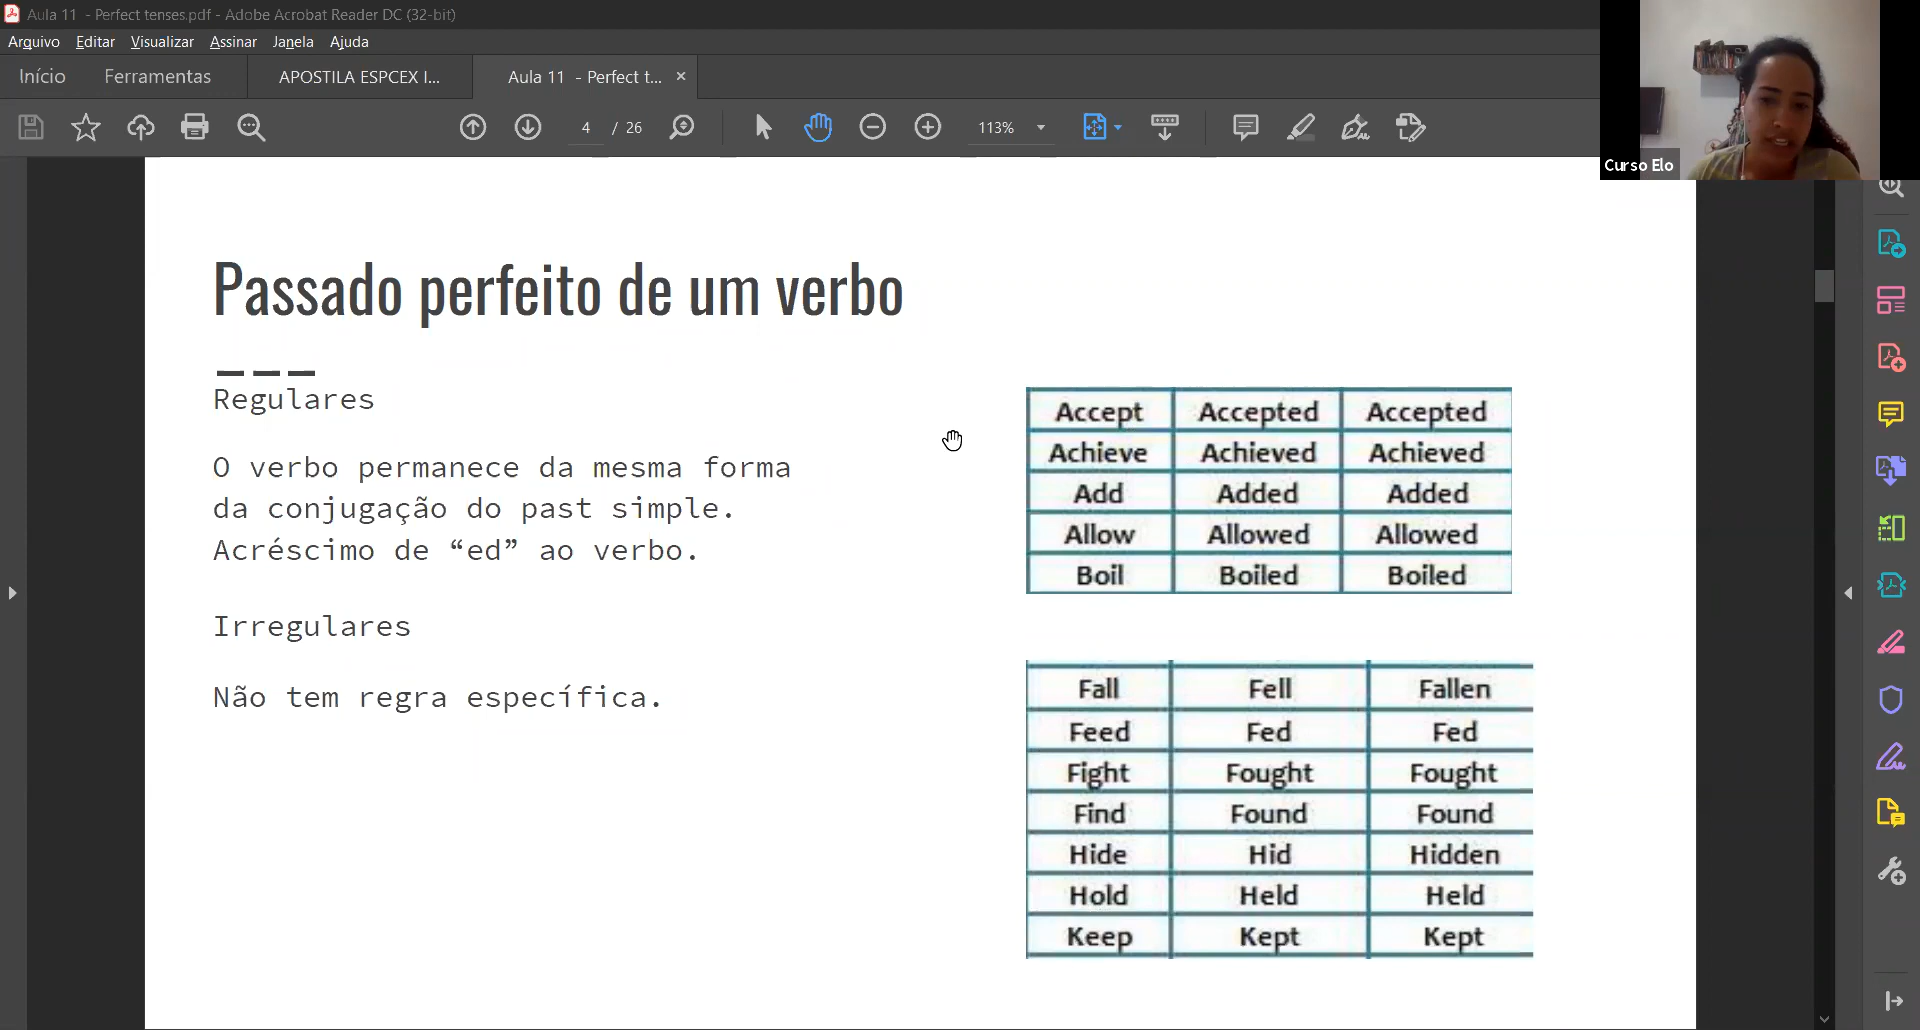 Aula 11 - Perfect tenses.pdf - Adobe Acrobat Reader DC (32-bit)
Arquivo Editar Visualizar Assinar Janela Ajuda
Início Ferramentas APOSTILA ESPCEX I... Aula 11 - Perfect t... ×
4 / 26 113%
Curso Elo
Passado perfeito de um verbo
Regulares
O verbo permanece da mesma forma
da conjugação do past simple.
Acréscimo de “ed” ao verbo.
Irregulares
Não tem regra específica.
Accept Accepted Accepted
Achieve Achieved Achieved
Add Added Added
Allow Allowed Allowed
Boil Boiled Boiled
Fall Fell Fallen
Feed Fed Fed
Fight Fought Fought
Find Found Found
Hide Hid Hidden
Hold Held Held
Keep Kept Kept